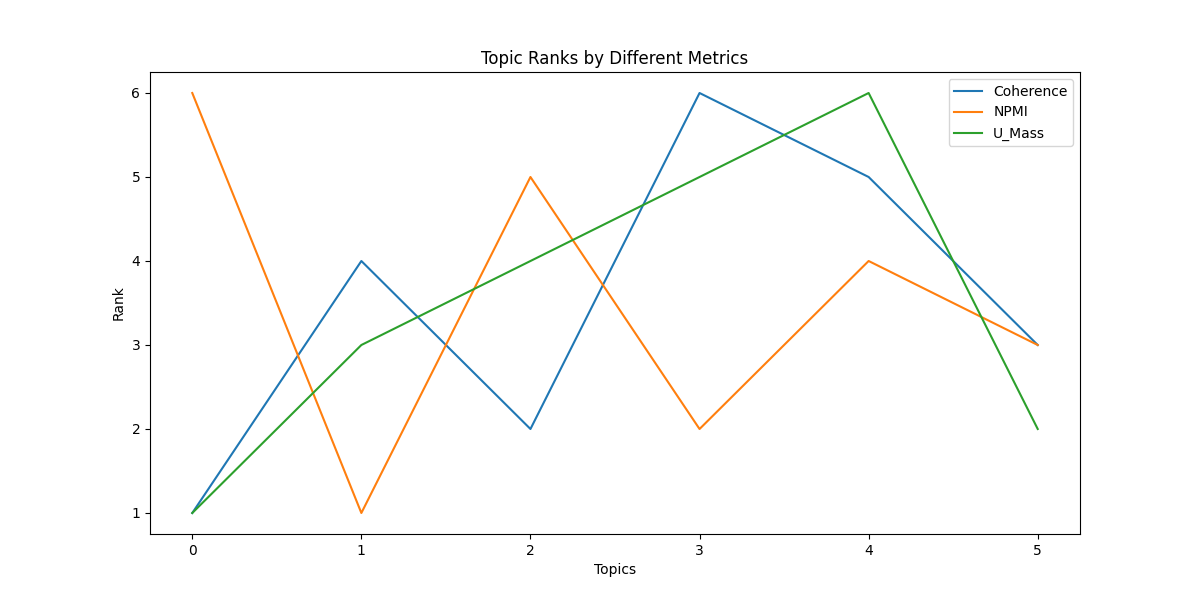 Topic Ranks by Different Metrics
Coherence
NPMI
U_Mass
6
5
4
3
2
1
Rank
0 1 2 3 4 5
Topics